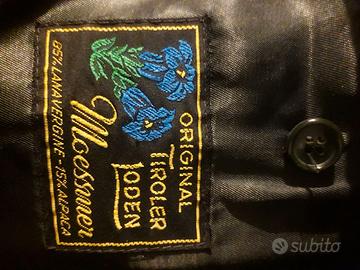 ORIGINAL
TIROLER
LODEN
Moessmer
85% LANA VERGINE - 15% ALPACA
subito